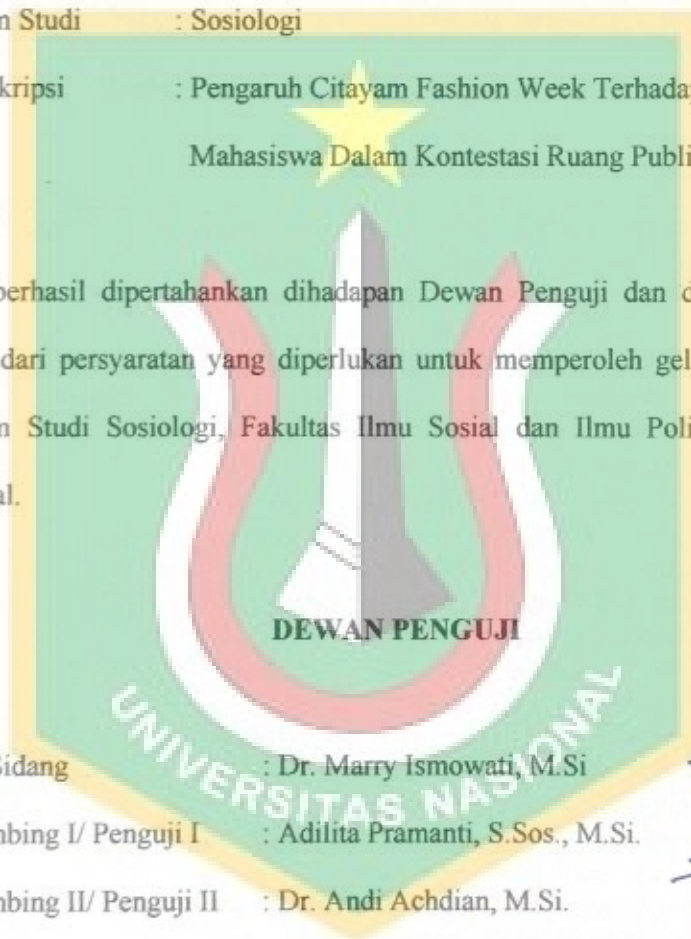 n Studi : Sosiologi
kripsi : Pengaruh Citayam Fashion Week Terhada
Mahasiswa Dalam Kontestasi Ruang Publi
berhasil dipertahankan dihadapan Dewan Penguji dan d
dari persyaratan yang diperlukan untuk memperoleh gel
n Studi Sosiologi, Fakultas Ilmu Sosial dan Ilmu Poli
al.
DEWAN PENGUJI
UNIVERSITAS NASIONAL
Sidang : Dr. Marry Ismowati, M.Si
nbing I/ Penguji I : Adilita Pramanti, S.Sos., M.Si.
nbing II/ Penguji II : Dr. Andi Achdian, M.Si.